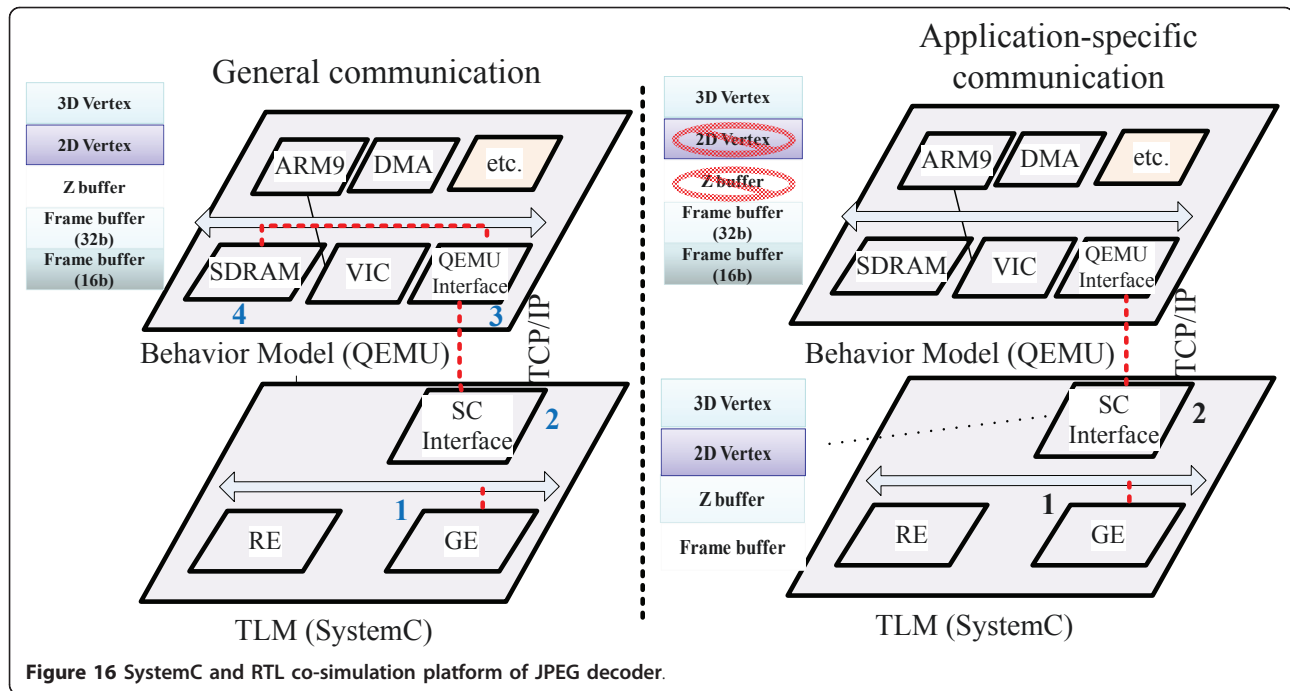 General communication
3D Vertex
2D Vertex
Z buffer
Frame buffer
(32b)
Frame buffer
(16b)
ARM9
DMA
etc.
SDRAM
VIC
QEMU
Interface
4
3
Behavior Model (QEMU)
TCP/IP
SC
Interface
2
1
RE
GE
TLM (SystemC)
Application-specific
communication
3D Vertex
2D Vertex
Z buffer
Frame buffer
(32b)
Frame buffer
(16b)
ARM9
DMA
etc.
SDRAM
VIC
QEMU
Interface
Behavior Model (QEMU)
TCP/IP
3D Vertex
2D Vertex
Z buffer
Frame buffer
SC
Interface
2
1
RE
GE
TLM (SystemC)
Figure 16 SystemC and RTL co-simulation platform of JPEG decoder.